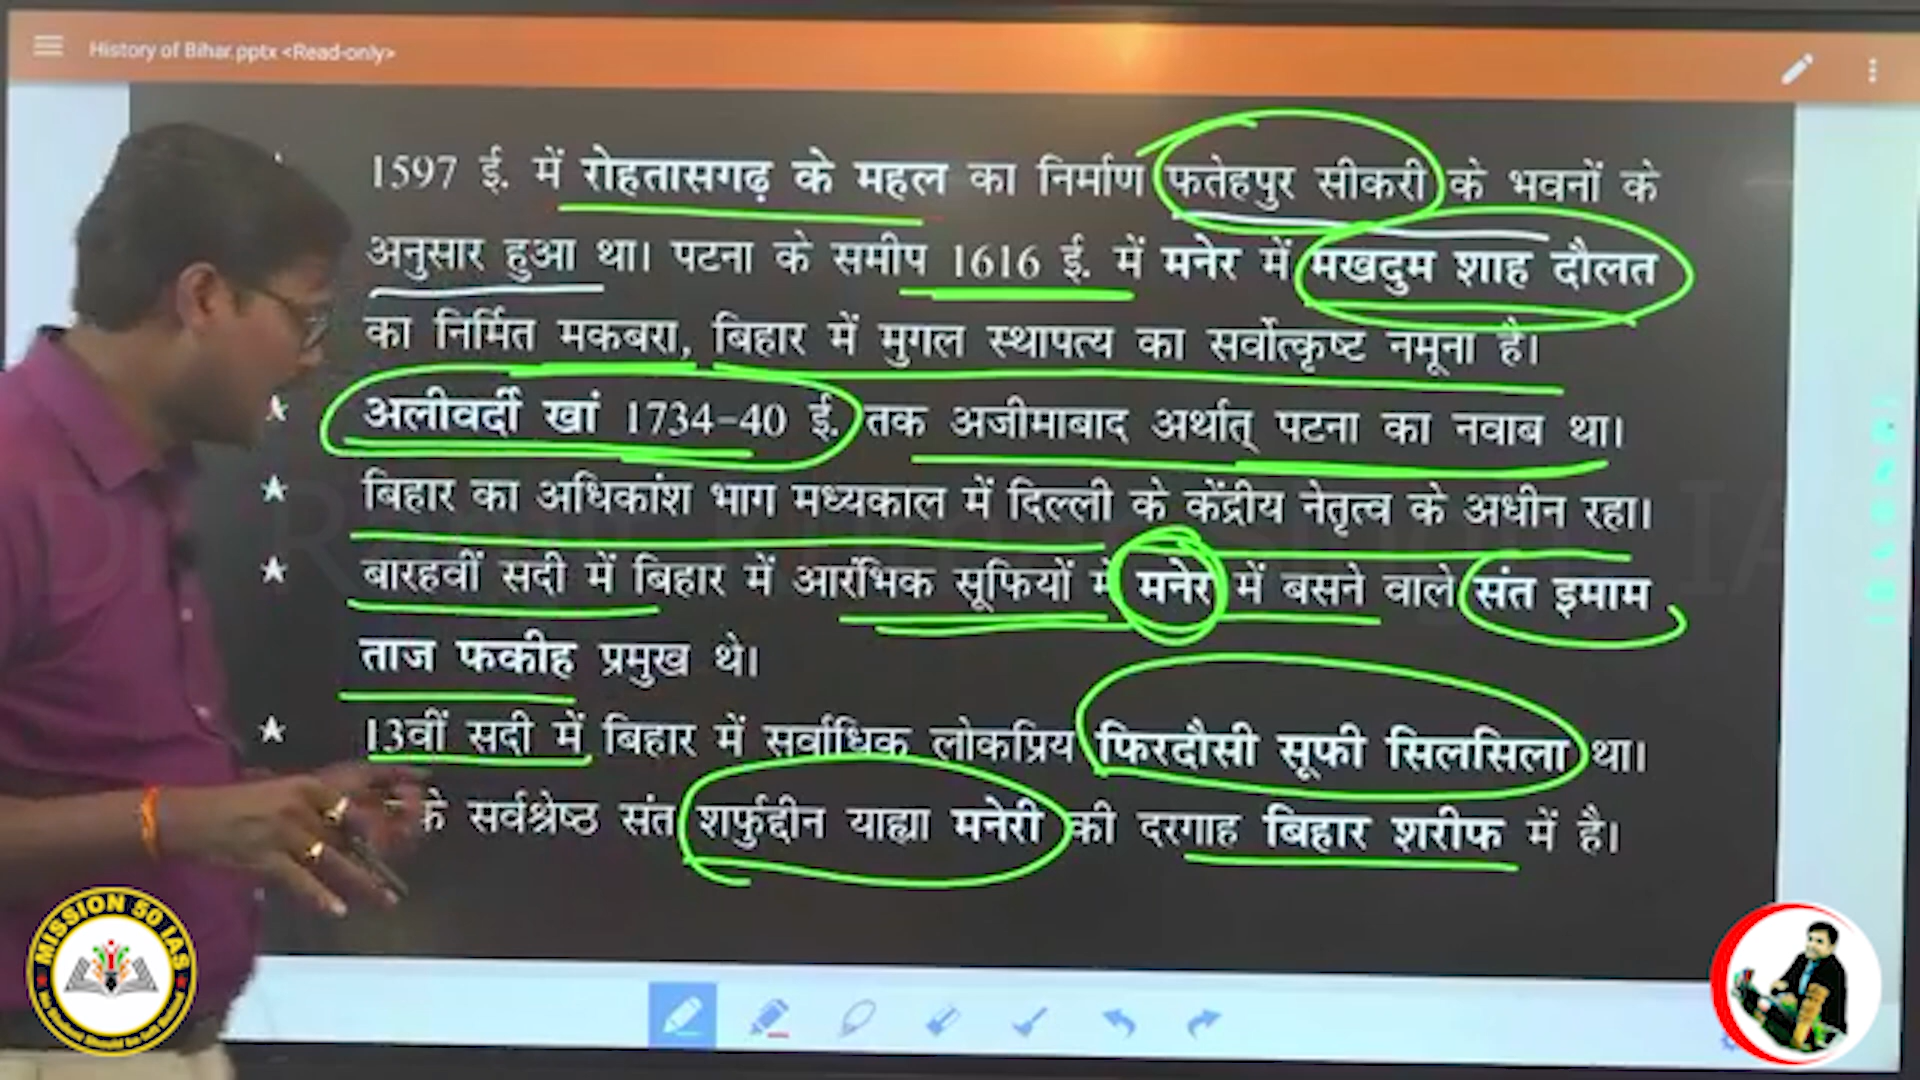 History of Bihar.pptx <Read-only>
1597 ई. में रोहतासगढ़ के महल का निर्माण फतेहपुर सीकरी के भवनों के
अनुसार हुआ था। पटना के समीप 1616 ई. में मनेर में मखदुम शाह दौलत
का निर्मित मकबरा, बिहार में मुगल स्थापत्य का सर्वोत्कृष्ट नमूना है।
★ अलीवर्दी खां 1734-40 ई. तक अजीमाबाद अर्थात् पटना का नवाब था।
★ बिहार का अधिकांश भाग मध्यकाल में दिल्ली के केंद्रीय नेतृत्व के अधीन रहा।
★ बारहवीं सदी में बिहार में आरंभिक सूफियों में मनेर में बसने वाले संत इमाम
ताज फकीह प्रमुख थे।
★ 13वीं सदी में बिहार में सर्वाधिक लोकप्रिय फिरदौसी सूफी सिलसिला था।
के सर्वश्रेष्ठ संत शर्फुद्दीन याह्या मनेरी की दरगाह बिहार शरीफ में है।
MISSION 50 IAS